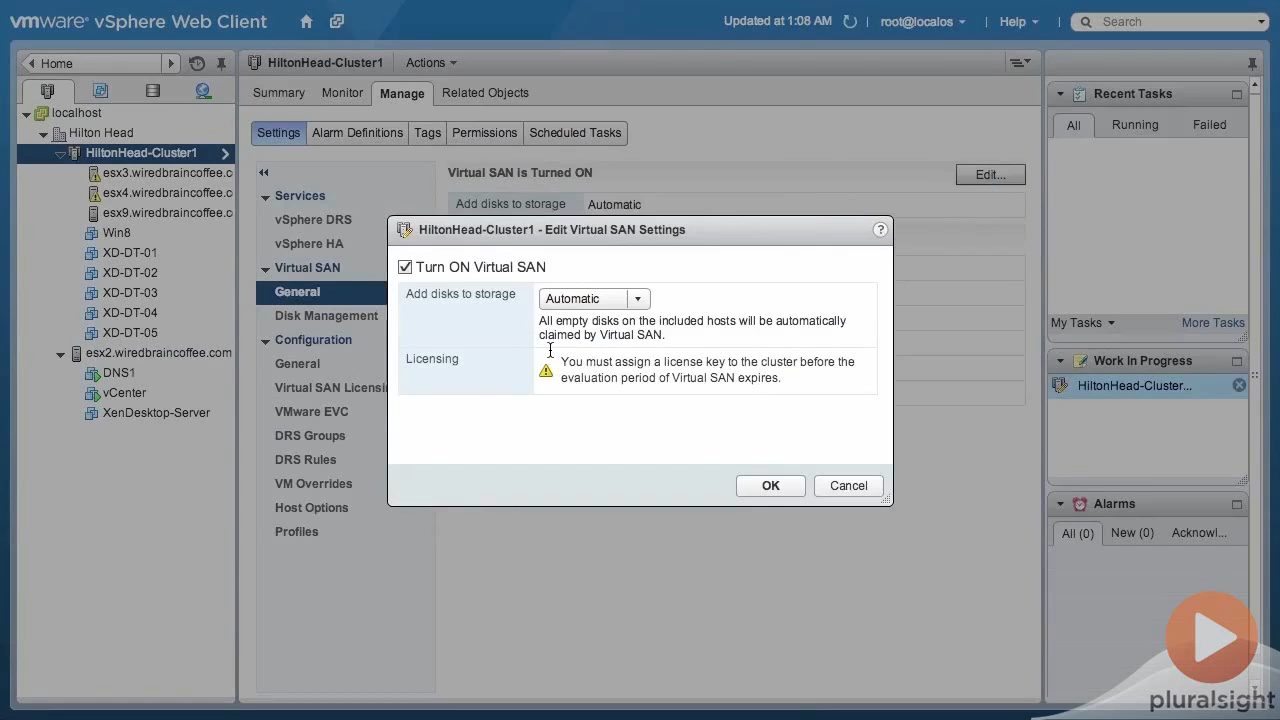 vmware vSphere Web Client
Updated at 1:08 AM
root@localos
Help
Search
Home
HiltonHead-Cluster1
Actions
Summary
Monitor
Manage
Related Objects
Settings
Alarm Definitions
Tags
Permissions
Scheduled Tasks
localhost
Hilton Head
HiltonHead-Cluster1
esx3.wiredbraincoffee.c
esx4.wiredbraincoffee.c
esx9.wiredbraincoffee.c
Win8
XD-DT-01
XD-DT-02
XD-DT-03
XD-DT-04
XD-DT-05
esx2.wiredbraincoffee.com
DNS1
vCenter
XenDesktop-Server
Services
vSphere DRS
vSphere HA
Virtual SAN
General
Disk Management
Configuration
General
Virtual SAN Licensin
VMware EVC
DRS Groups
DRS Rules
VM Overrides
Host Options
Profiles
Virtual SAN is Turned ON
Edit...
Add disks to storage
Automatic
HiltonHead-Cluster1 - Edit Virtual SAN Settings
?
Turn ON Virtual SAN
Add disks to storage
Automatic
All empty disks on the included hosts will be automatically
claimed by Virtual SAN.
Licensing
You must assign a license key to the cluster before the
evaluation period of Virtual SAN expires.
OK
Cancel
Recent Tasks
All
Running
Failed
My Tasks
More Tasks
Work In Progress
HiltonHead-Cluster...
Alarms
All (0)
New (0)
Acknowl...
pluralsight